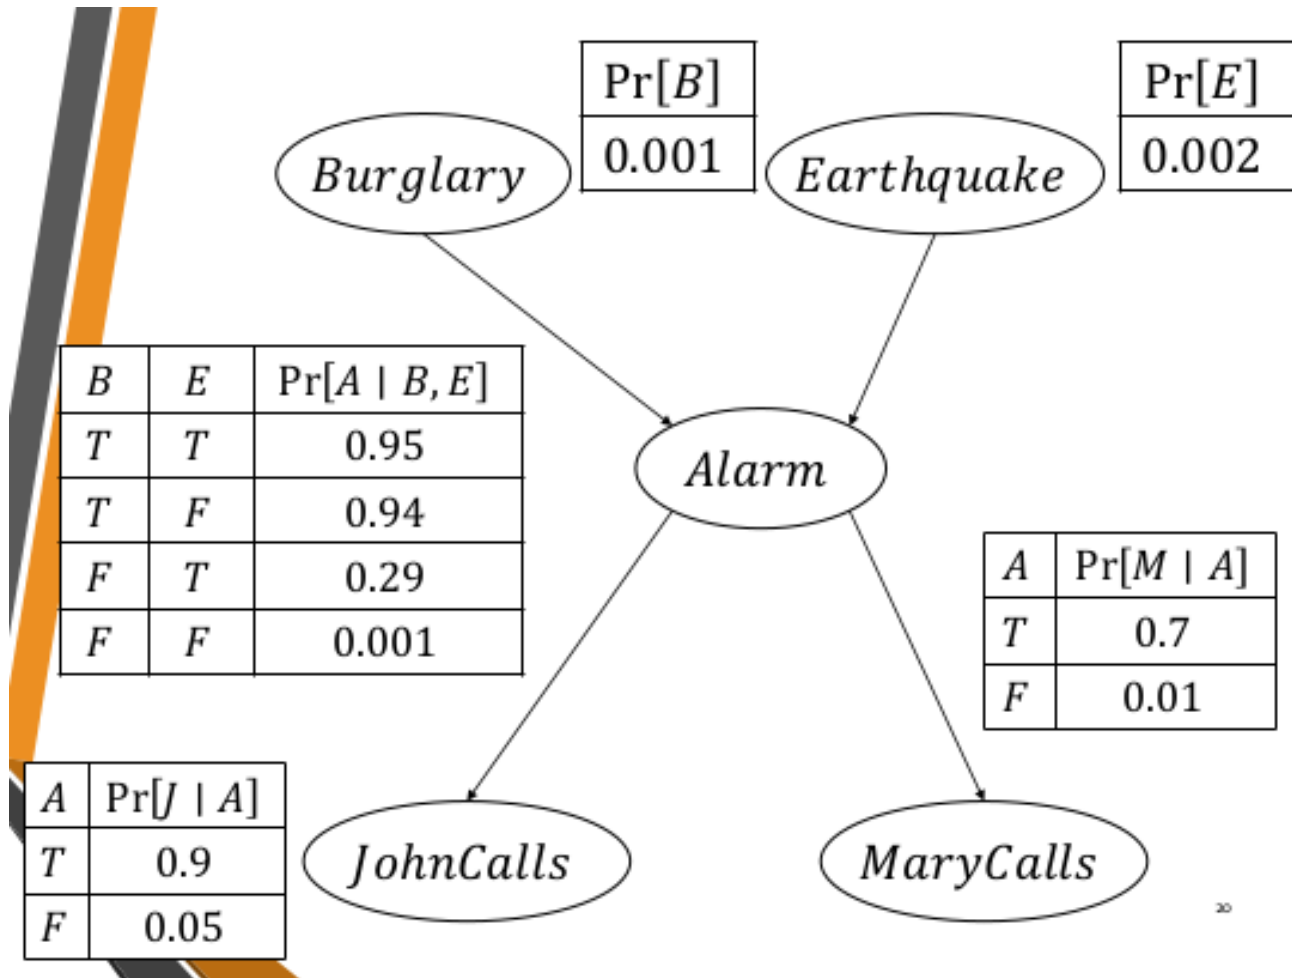 Pr[B]
0.001
Pr[E]
0.002
Burglary
Earthquake
B E Pr[A | B, E]
T T 0.95
T F 0.94
F T 0.29
F F 0.001
Alarm
A Pr[M | A]
T 0.7
F 0.01
A Pr[J | A]
T 0.9
F 0.05
JohnCalls
MaryCalls
20